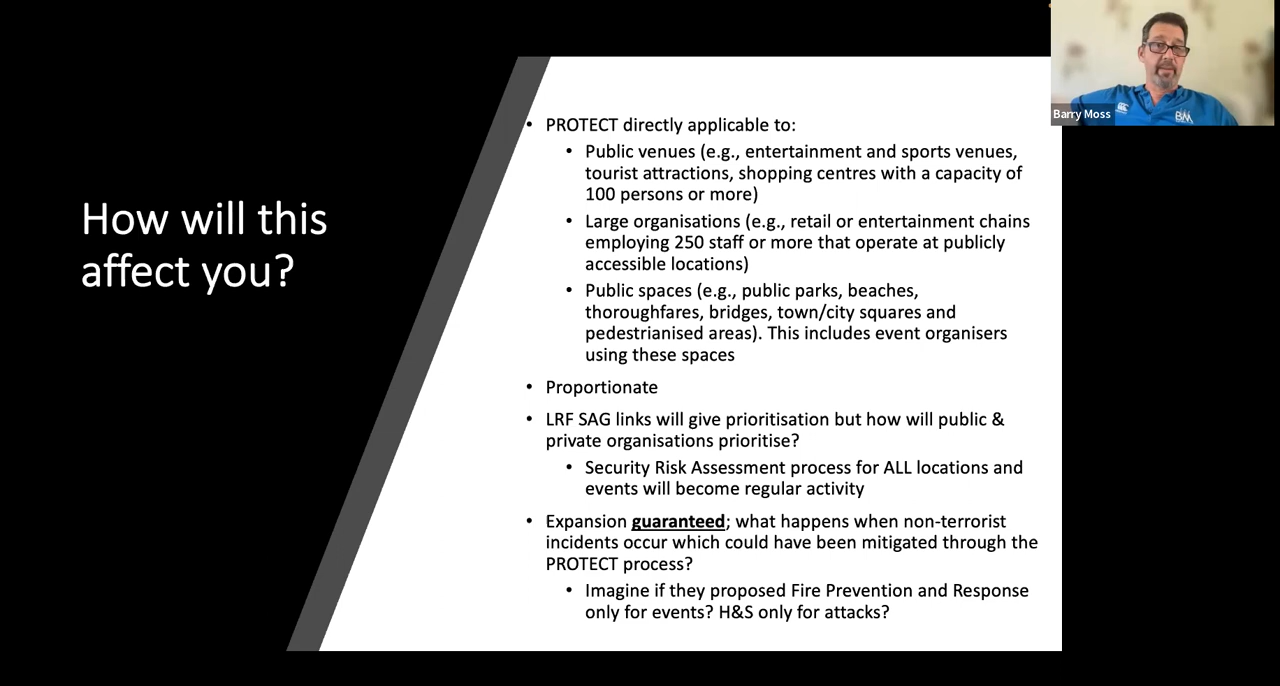 How will this
affect you?
• PROTECT directly applicable to:
• Public venues (e.g., entertainment and sports venues,
tourist attractions, shopping centres with a capacity of
100 persons or more)
• Large organisations (e.g., retail or entertainment chains
employing 250 staff or more that operate at publicly
accessible locations)
• Public spaces (e.g., public parks, beaches,
thoroughfares, bridges, town/city squares and
pedestrianised areas). This includes event organisers
using these spaces
• Proportionate
• LRF SAG links will give prioritisation but how will public &
private organisations prioritise?
• Security Risk Assessment process for ALL locations and
events will become regular activity
• Expansion guaranteed; what happens when non-terrorist
incidents occur which could have been mitigated through the
PROTECT process?
• Imagine if they proposed Fire Prevention and Response
only for events? H&S only for attacks?
Barry Moss
BM